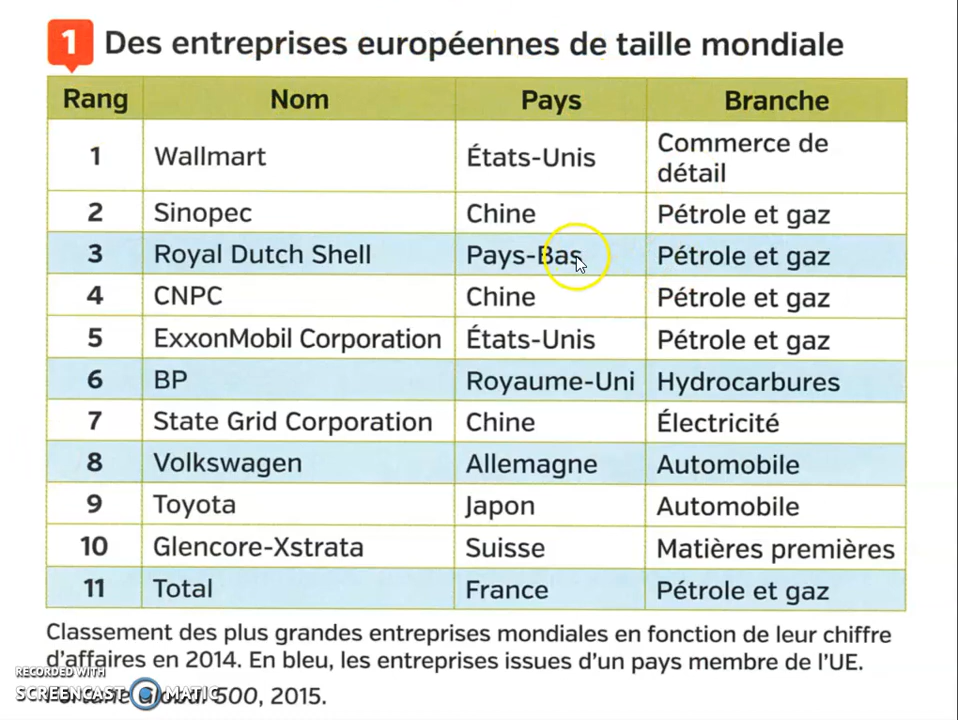 1 Des entreprises européennes de taille mondiale
Rang Nom Pays Branche
1 Wallmart États-Unis Commerce de détail
2 Sinopec Chine Pétrole et gaz
3 Royal Dutch Shell Pays-Bas Pétrole et gaz
4 CNPC Chine Pétrole et gaz
5 ExxonMobil Corporation États-Unis Pétrole et gaz
6 BP Royaume-Uni Hydrocarbures
7 State Grid Corporation Chine Électricité
8 Volkswagen Allemagne Automobile
9 Toyota Japon Automobile
10 Glencore-Xstrata Suisse Matières premières
11 Total France Pétrole et gaz
Classement des plus grandes entreprises mondiales en fonction de leur chiffre
d'affaires en 2014. En bleu, les entreprises issues d'un pays membre de l'UE.
RECORDED WITH
SCREENCAST MATIC
Global 500, 2015.